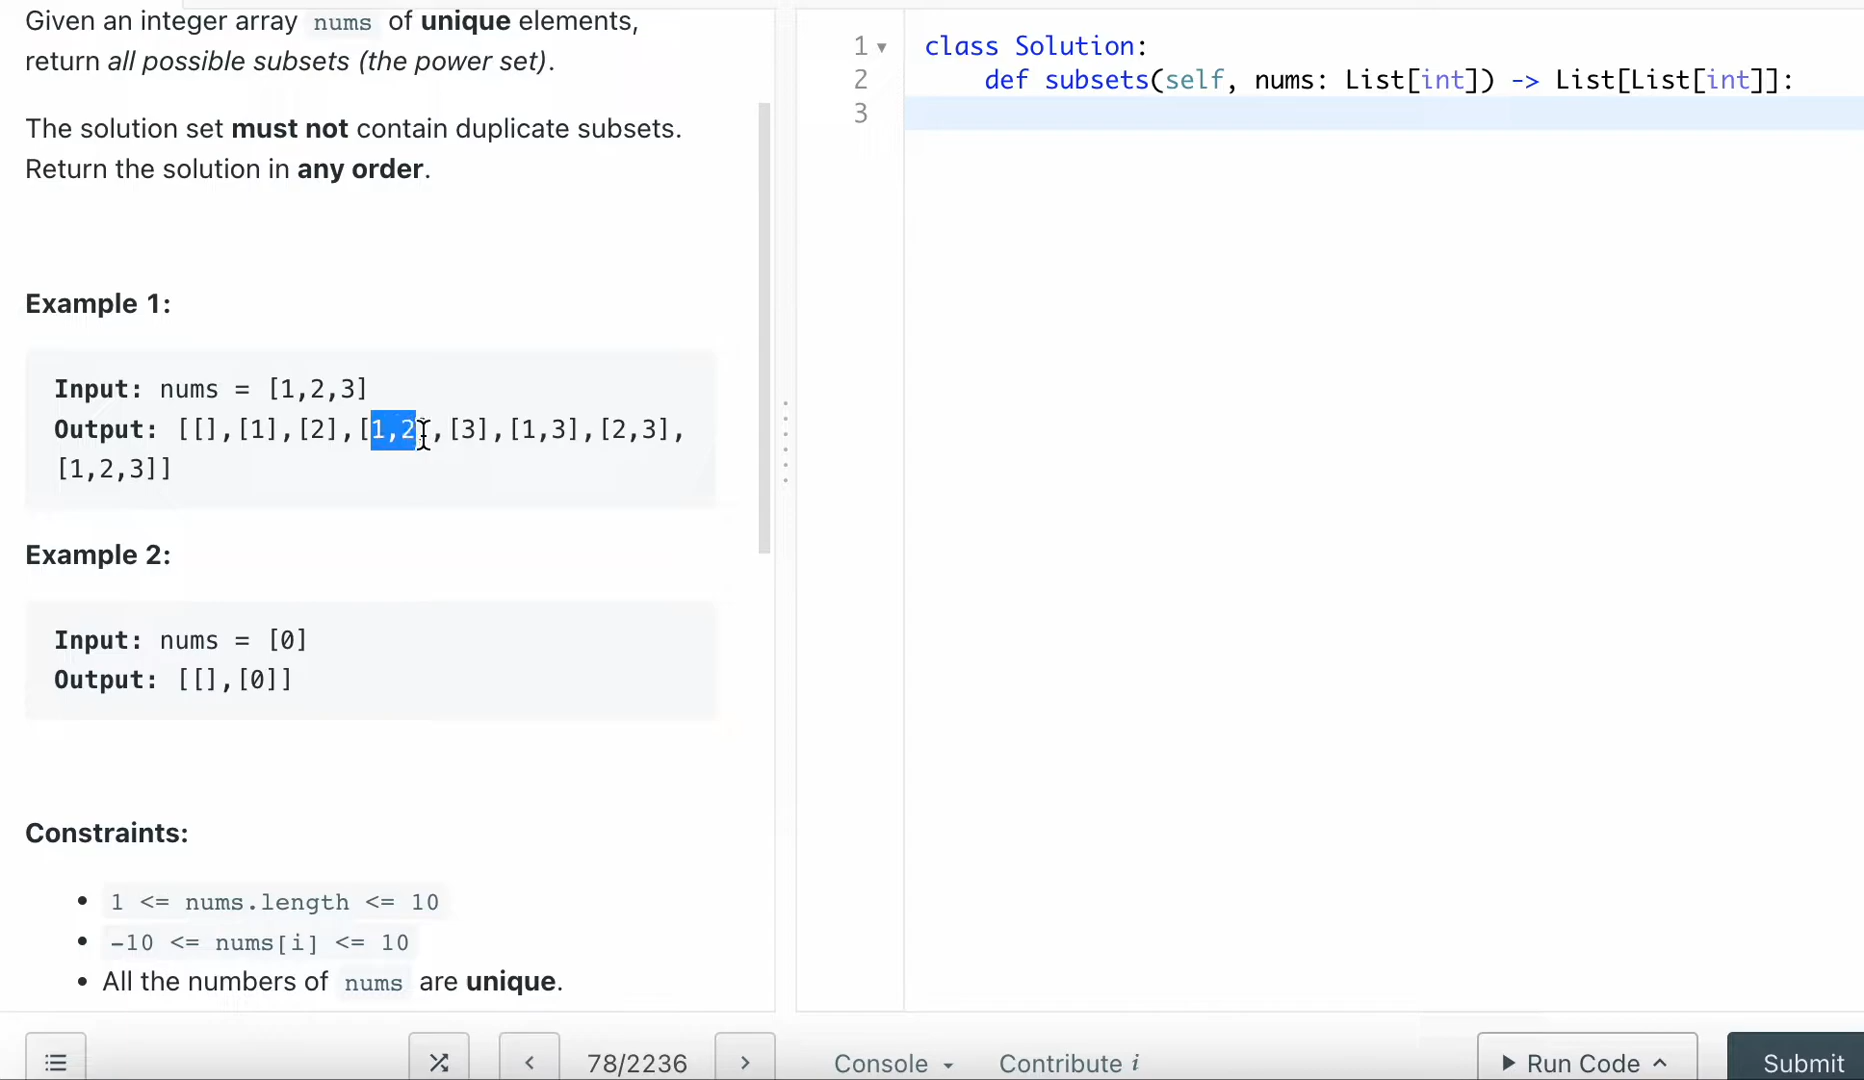 Given an integer array nums of unique elements,
return all possible subsets (the power set).
The solution set must not contain duplicate subsets.
Return the solution in any order.
Example 1:
Input: nums = [1,2,3]
Output: [[],[1],[2],[1,2],[3],[1,3],[2,3],
[1,2,3]]
Example 2:
Input: nums = [0]
Output: [[],[0]]
Constraints:
• 1 <= nums.length <= 10
• -10 <= nums[i] <= 10
• All the numbers of nums are unique.
78/2236
1 class Solution:
2 def subsets(self, nums: List[int]) -> List[List[int]]:
3
Console
Contribute i
Run Code
Submit